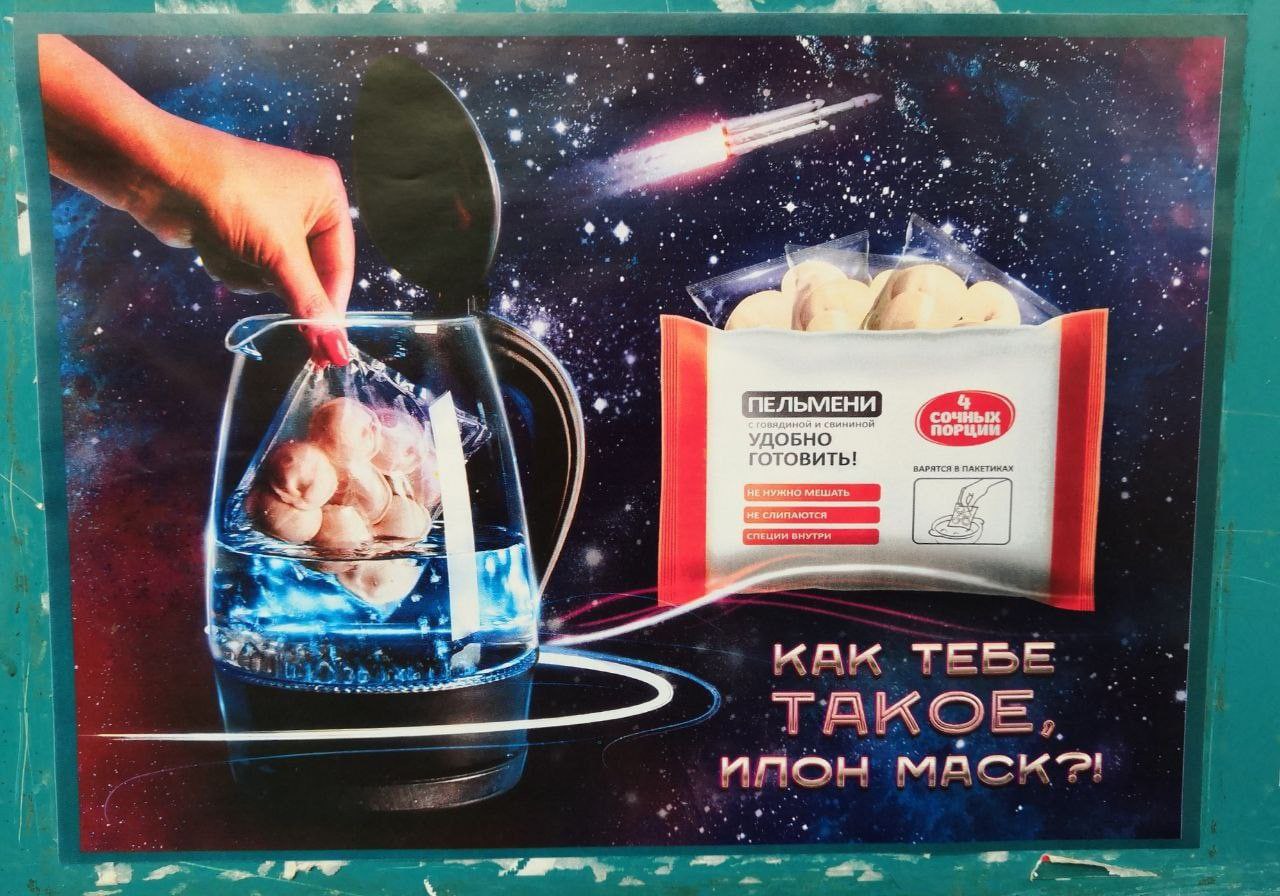 ПЕЛЬМЕНИ
С ГОВЯДИНОЙ И СВИНИНОЙ
УДОБНО
ГОТОВИТЬ!
НЕ НУЖНО МЕШАТЬ
НЕ СЛИПАЮТСЯ
СПЕЦИИ ВНУТРИ
4
СОЧНЫХ
ПОРЦИИ
ВАРЯТСЯ В ПАКЕТИКАХ
КАК ТЕБЕ
ТАКОЕ,
ИЛОН МАСК?!